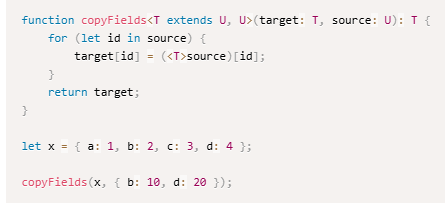 function copyFields<T extends U, U>(target: T, source: U): T {
    for (let id in source) {
        target[id] = (<T>source)[id];
    }
    return target;
}

let x = { a: 1, b: 2, c: 3, d: 4 };

copyFields(x, { b: 10, d: 20 });